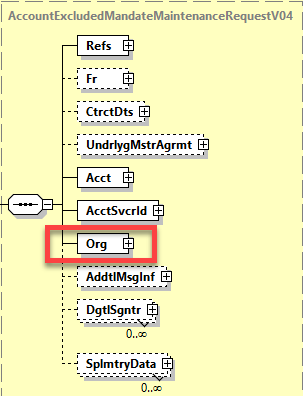 AccountExcludedMandateMaintenanceRequestV04
Refs
Fr
CtrctDts
UndrlygMstrAgrmt
Acct
AcctSvcrId
Org
AddtlMsgInf
DgtlSgntr
0..∞
SplmtryData
0..∞